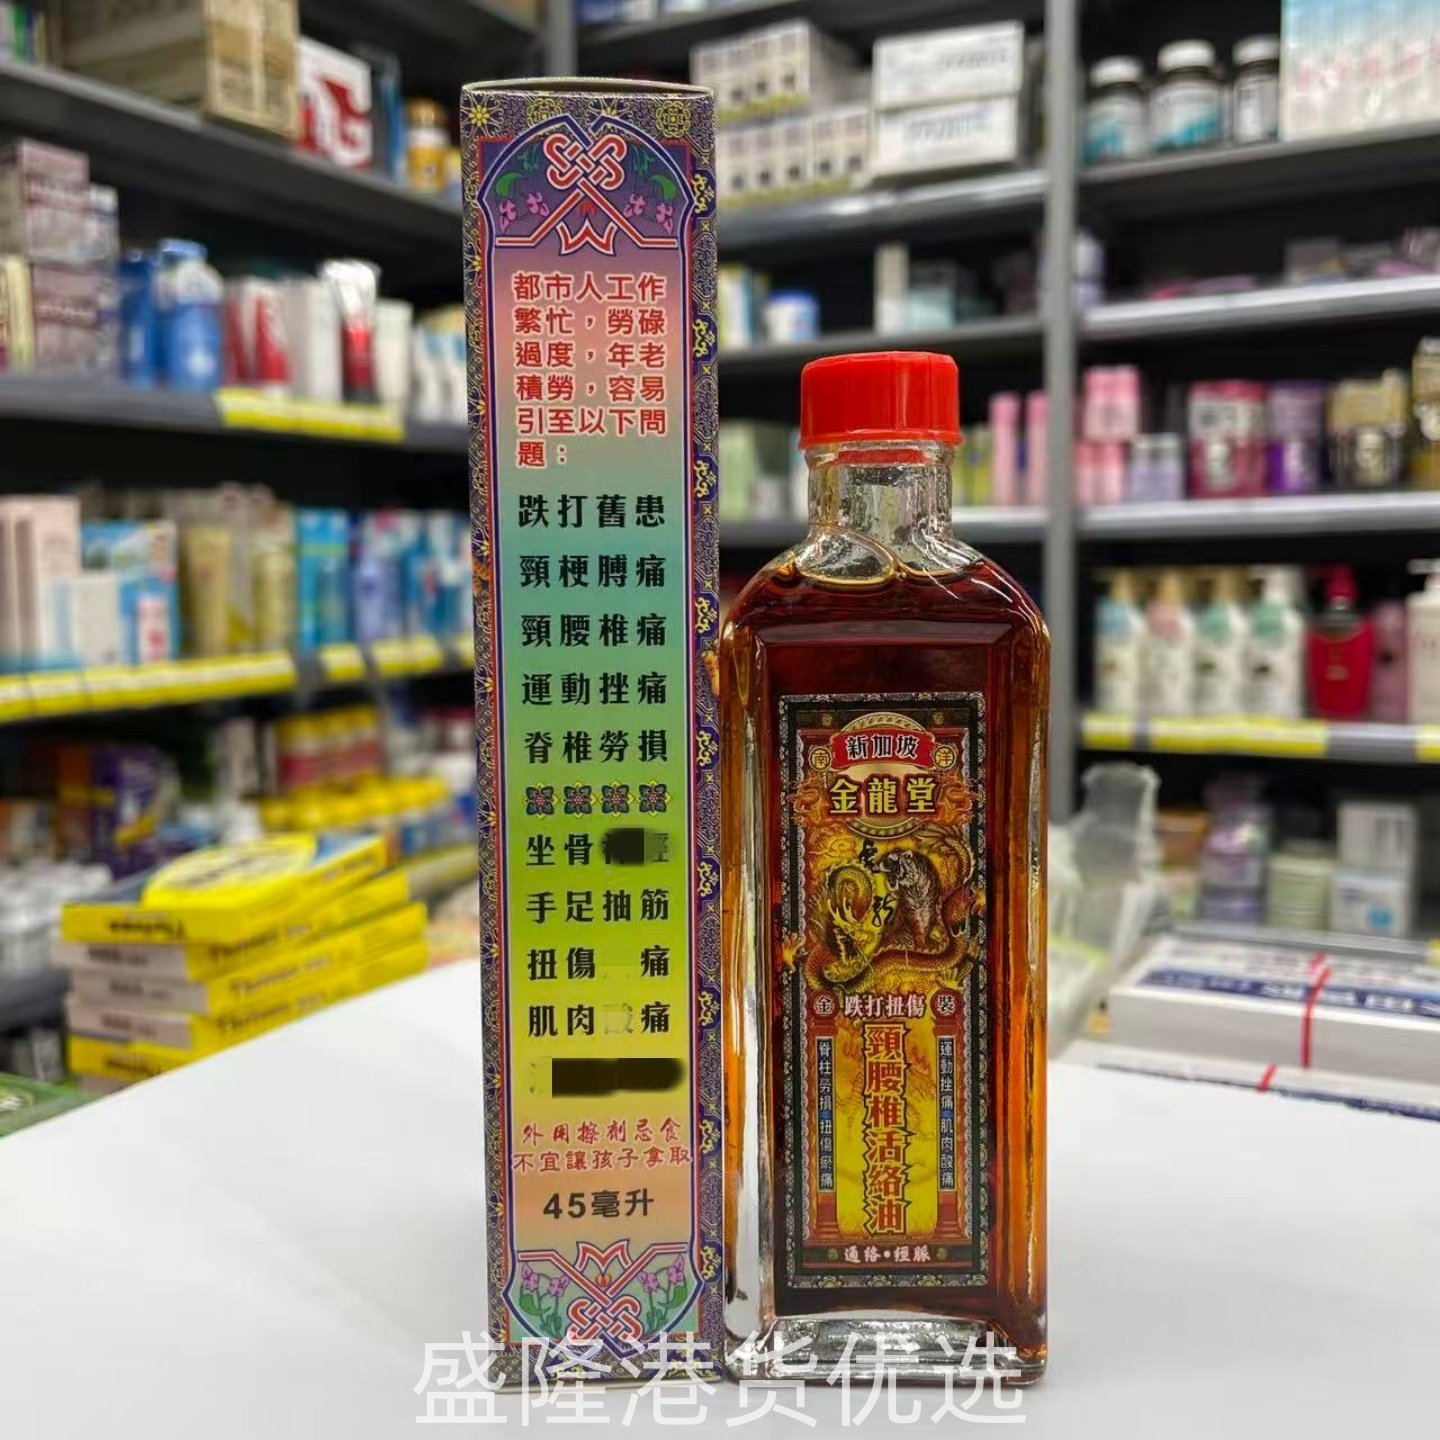 都市人工作
繁忙，勞碌
過度，年老
積勞，容易
引至以下問
題：
跌打舊患
頸梗膊痛
頸腰椎痛
運動挫痛
脊椎勞損
坐骨
手足抽筋
扭傷 痛
肌肉酸痛
外用擦劑忌食
不宜讓孩子拿取
45毫升
新加坡
南 洋
金龍堂
金龍
金 跌打扭傷 裝
頸腰椎活絡油
脊柱勞損 扭傷瘀痛
運動挫痛 肌肉酸痛
通絡•經脈
盛隆港货优选